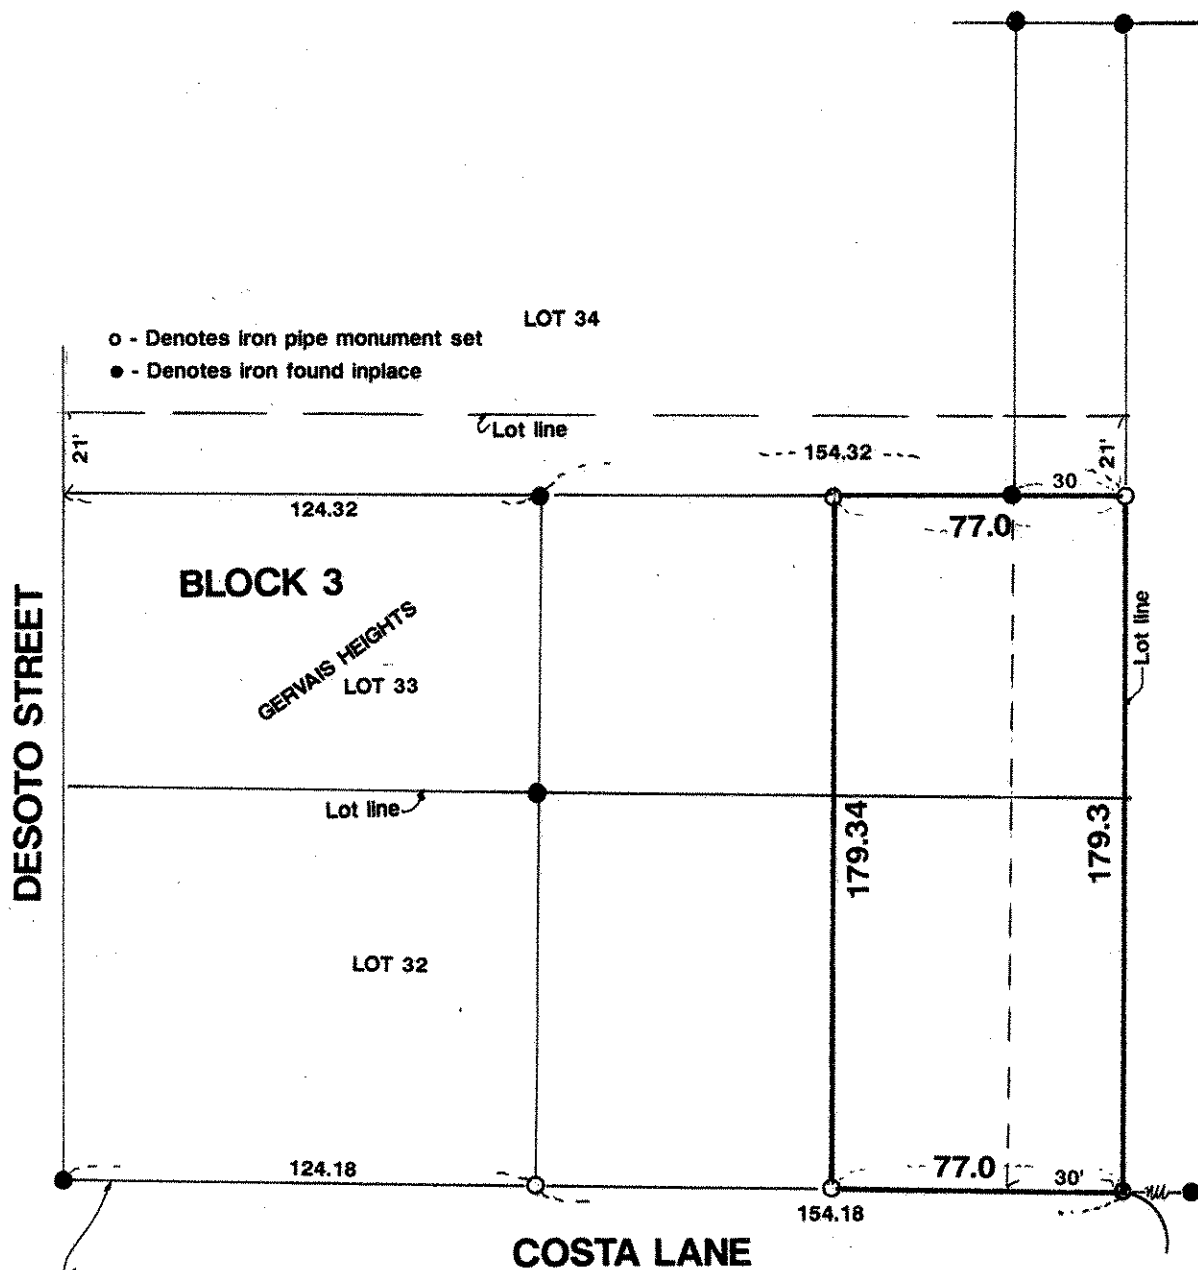 LOT 34
o - Denotes iron pipe monument set
● - Denotes iron found inplace
Lot line
21'
154.32
21'
124.32
30
77.0
BLOCK 3
DESOTO STREET
GERVAIS HEIGHTS
LOT 33
Lot line
Lot line
179.34
179.3
LOT 32
124.18
77.0
30'
154.18
COSTA LANE